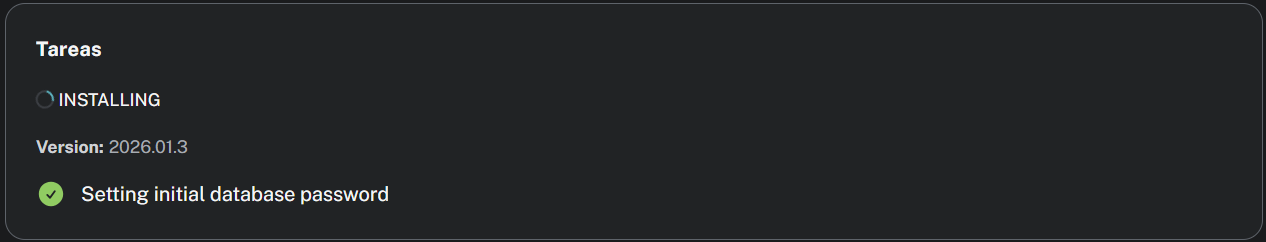 Tareas
INSTALLING
Version: 2026.01.3
Setting initial database password